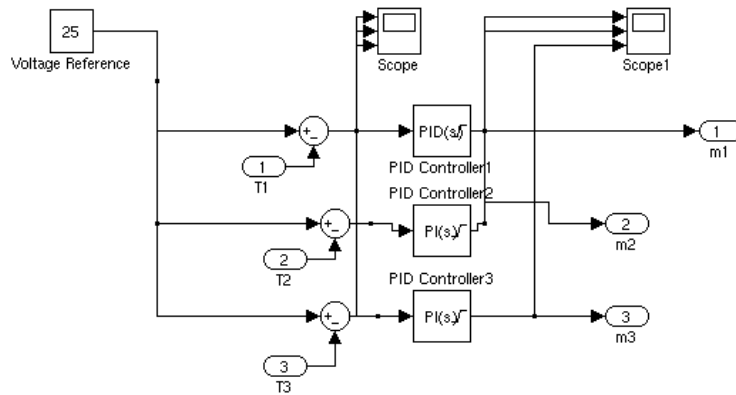 25
Voltage Reference
Scope
Scope1
+
-
PID(s)
1
m1
1
T1
PID Controller1
PID Controller2
+
-
PI(s)
2
m2
2
T2
PID Controller3
+
-
PI(s)
3
m3
3
T3